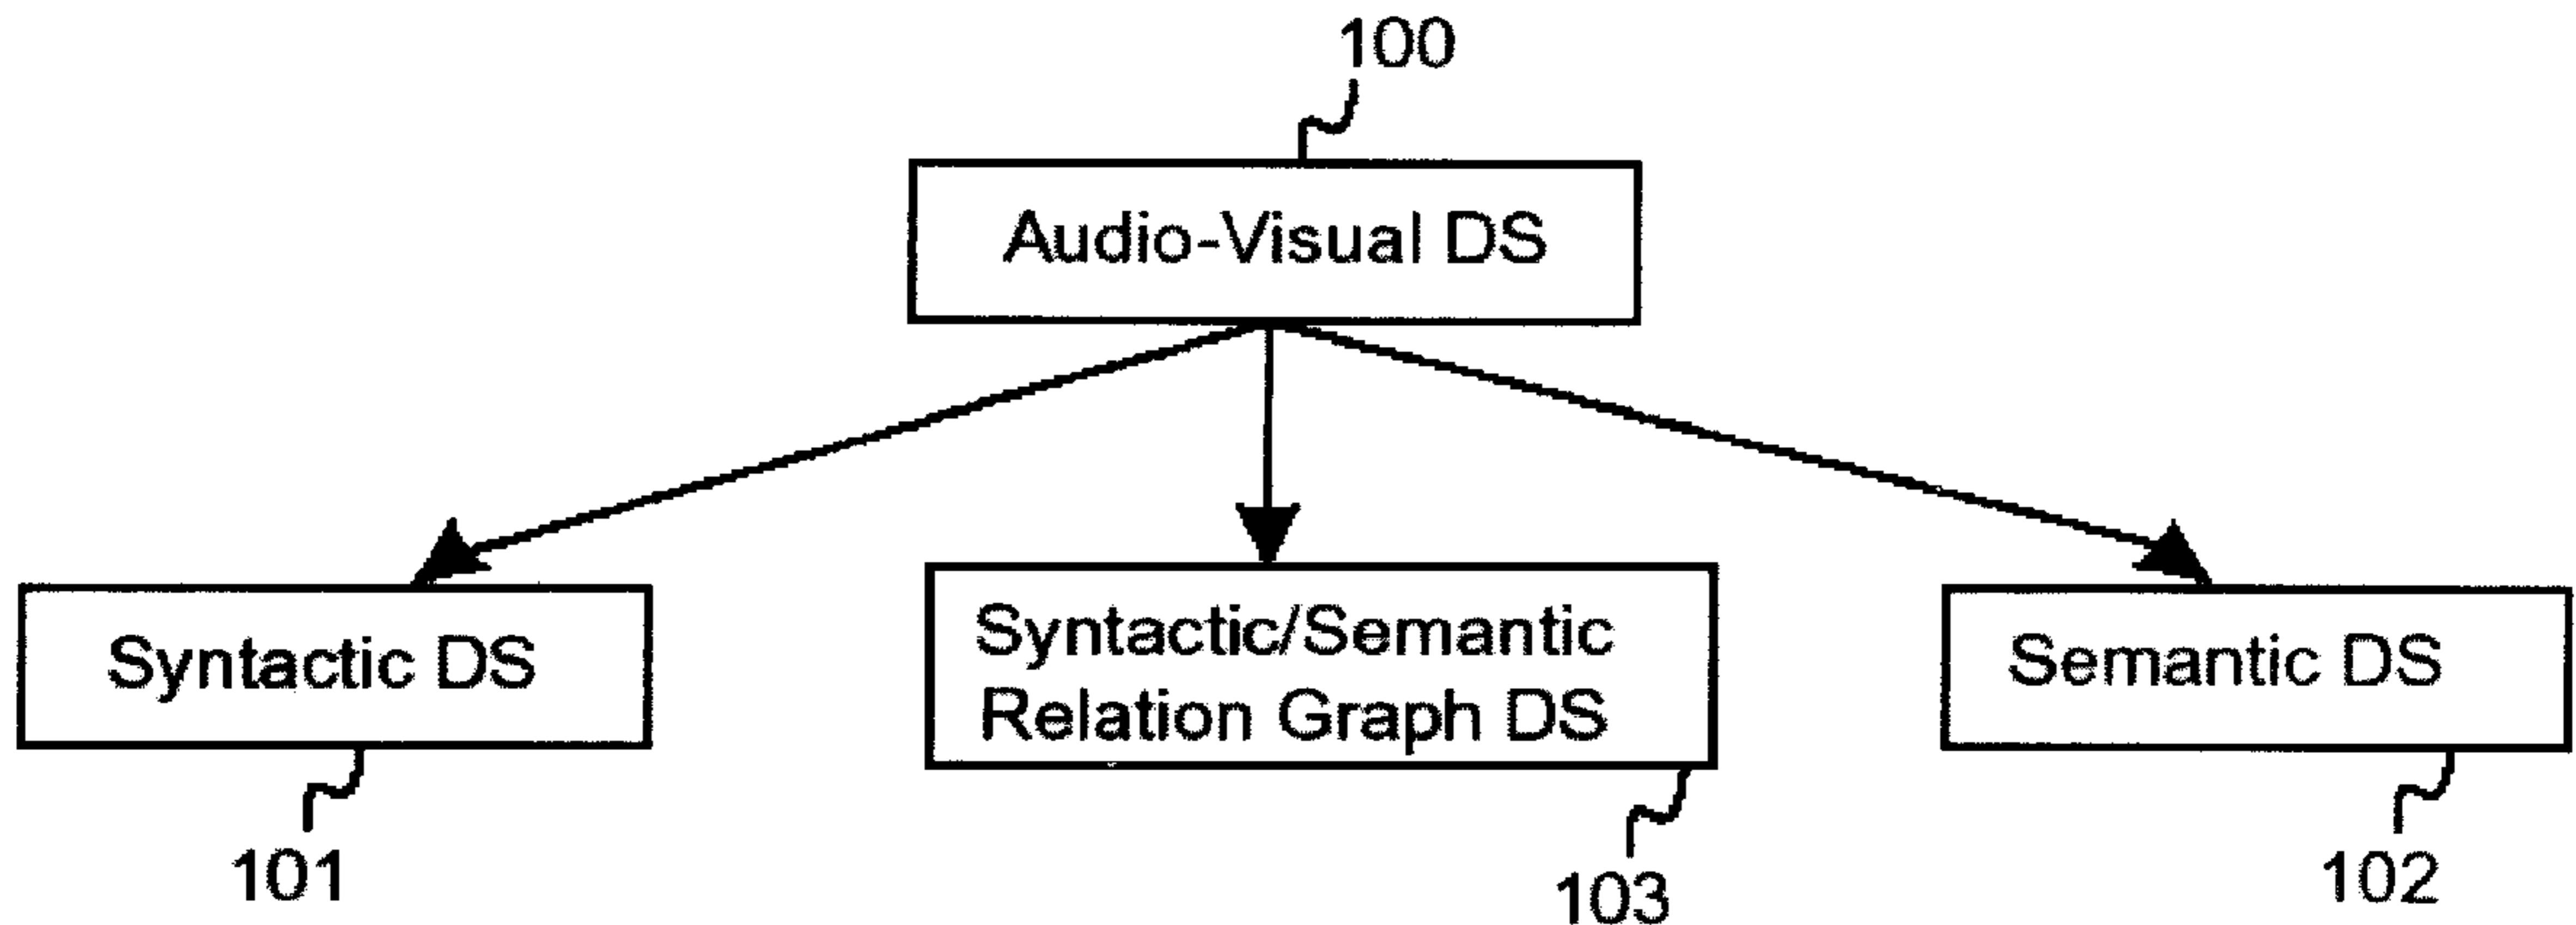 100
Audio-Visual DS
Syntactic DS
Syntactic/Semantic
Relation Graph DS
Semantic DS
101
103
102